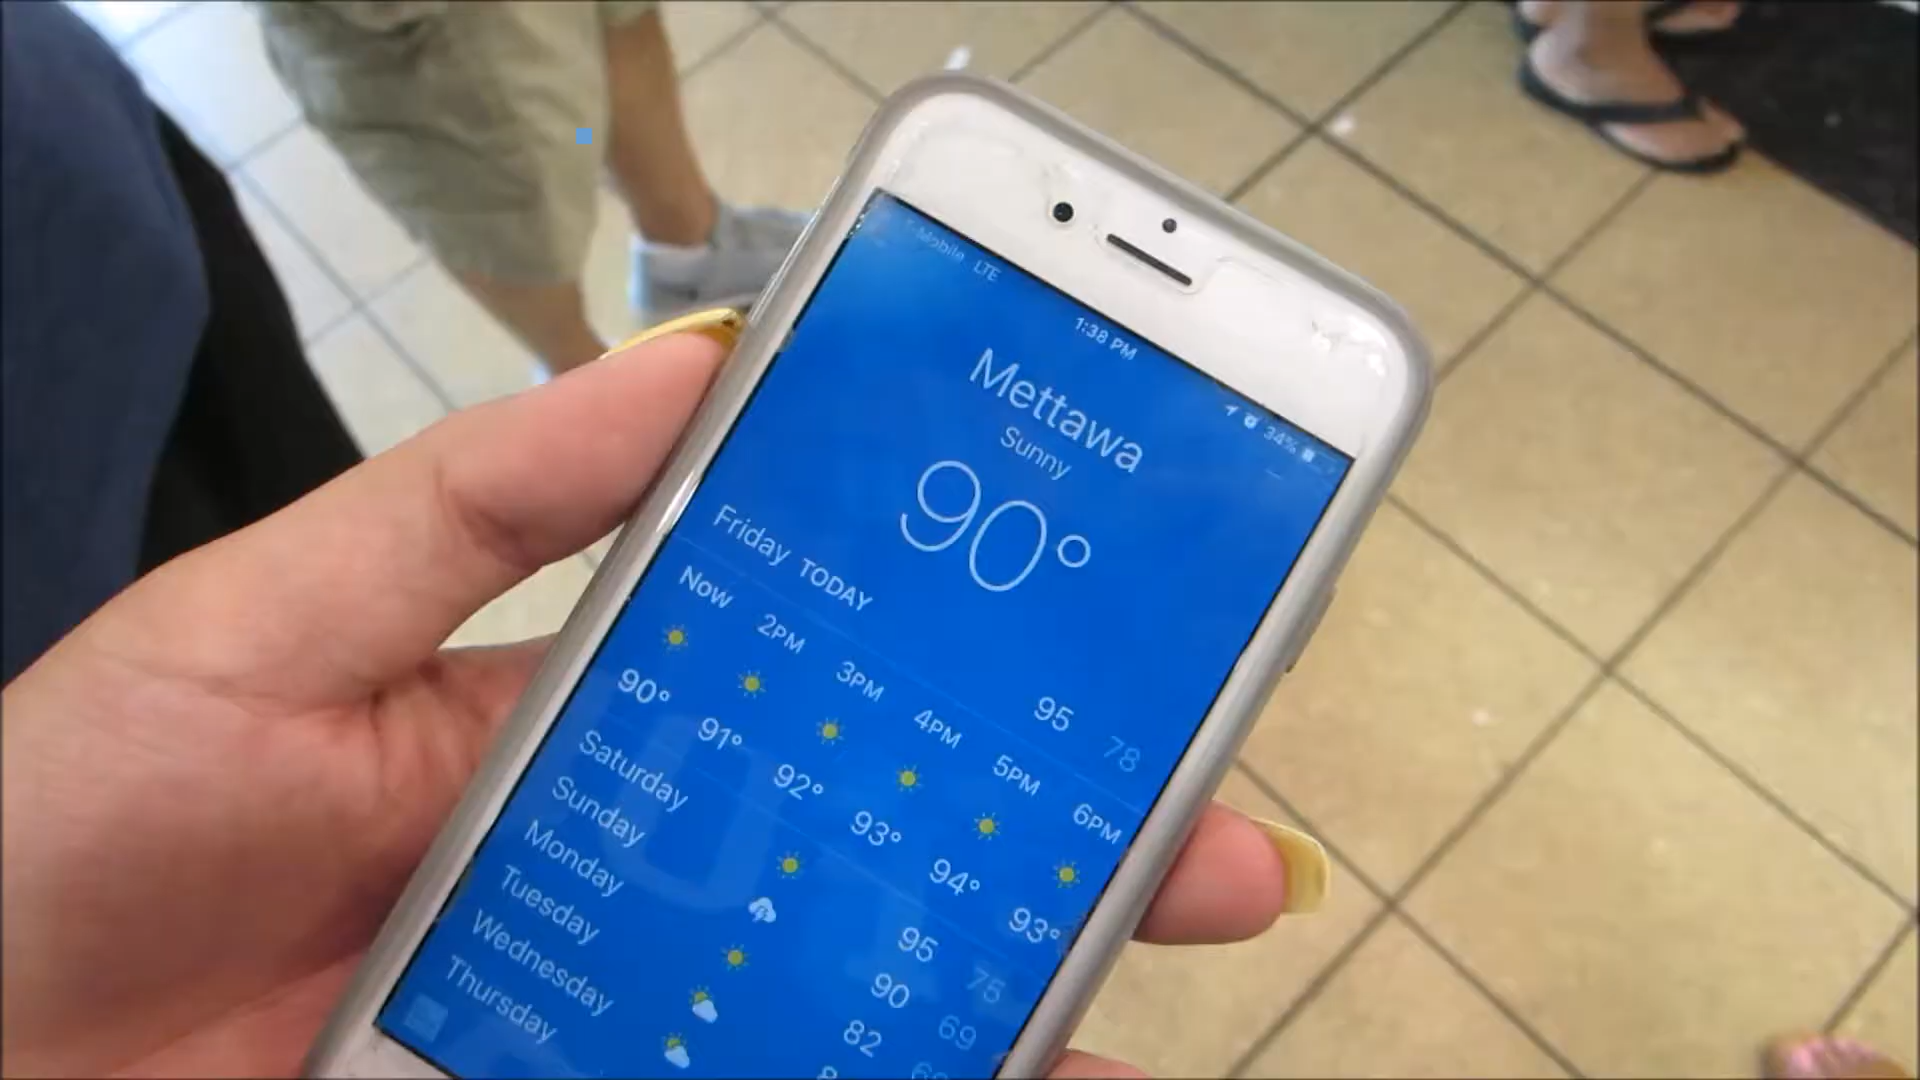 T-Mobile LTE 1:38 PM 34%
Mettawa
Sunny
90°
Friday TODAY 95 78
Now 2PM 3PM 4PM 5PM 6PM
90° 91° 92° 93° 94° 93°
Saturday 95 75
Sunday 90 69
Monday 82
Tuesday
Wednesday
Thursday